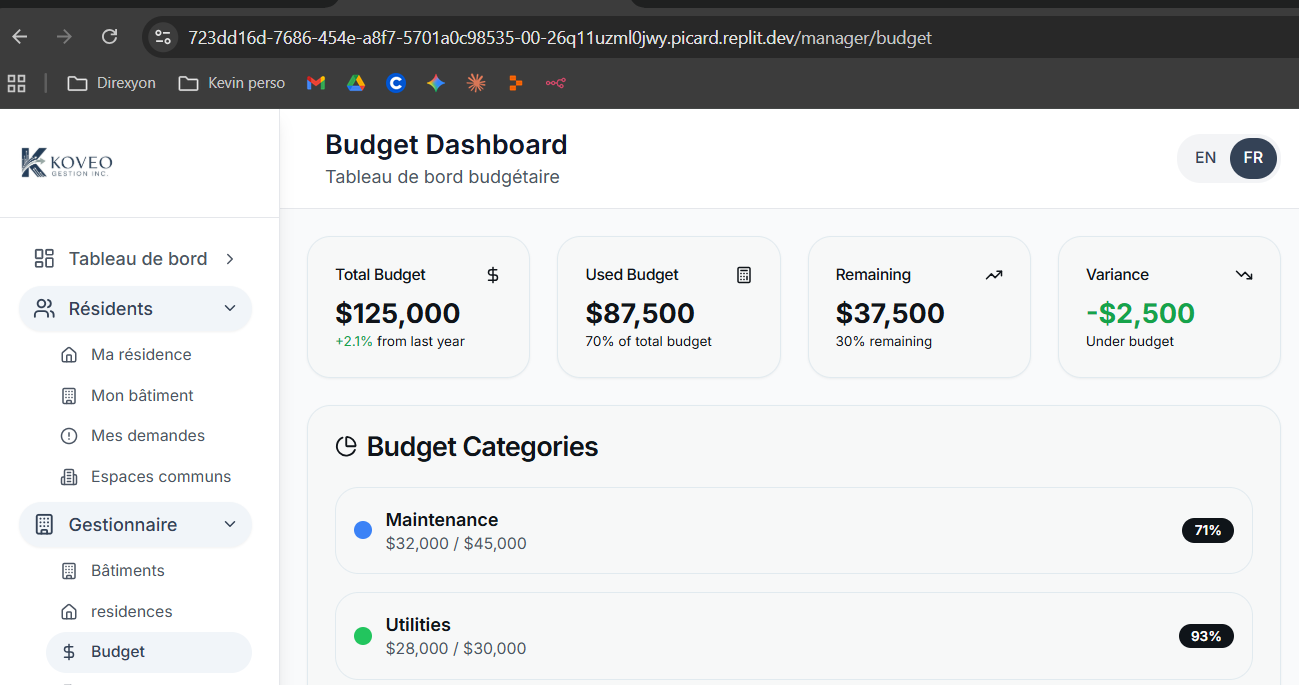 723dd16d-7686-454e-a8f7-5701a0c98535-00-26q11uzml0jwy.picard.replit.dev/manager/budget
Direxyon
Kevin perso
KOVEO
GESTION INC.
Budget Dashboard
Tableau de bord budgétaire
EN
FR
Tableau de bord
Résidents
Ma résidence
Mon bâtiment
Mes demandes
Espaces communs
Gestionnaire
Bâtiments
residences
Budget
Total Budget
$125,000
+2.1% from last year
Used Budget
$87,500
70% of total budget
Remaining
$37,500
30% remaining
Variance
-$2,500
Under budget
Budget Categories
Maintenance
$32,000 / $45,000
71%
Utilities
$28,000 / $30,000
93%